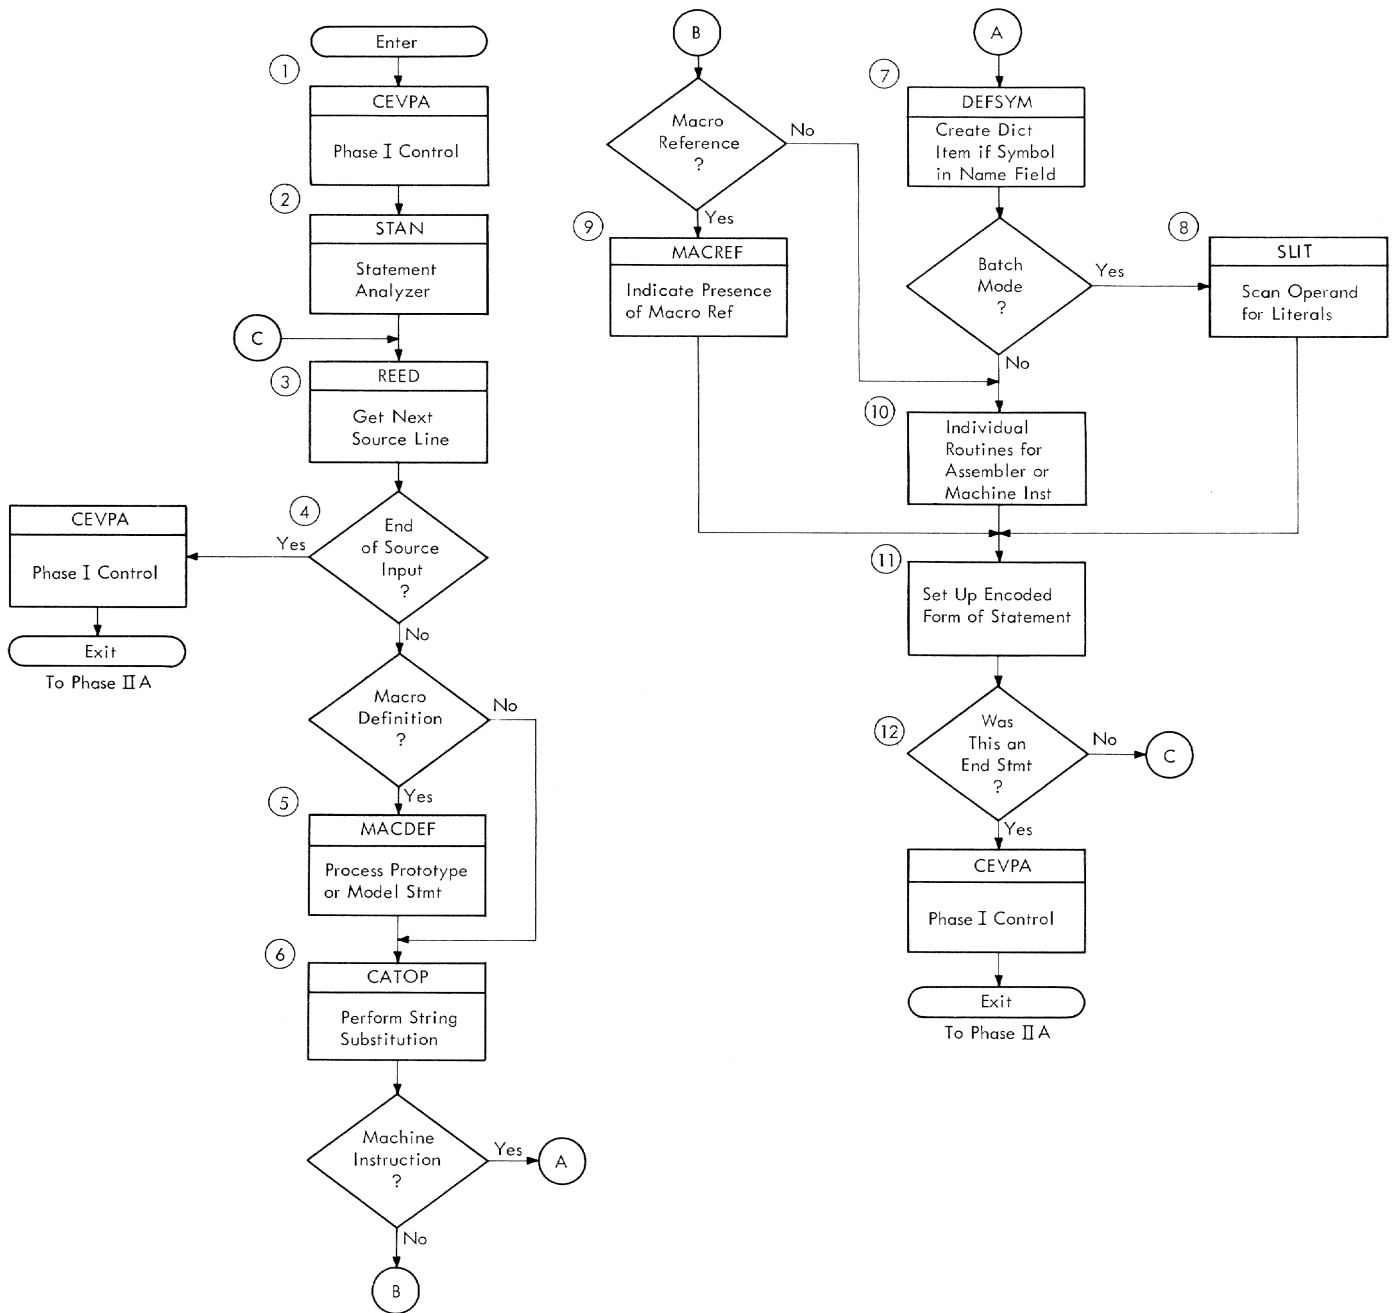 Enter
1
CEVPA
Phase I Control
2
STAN
Statement
Analyzer
C
3
REED
Get Next
Source Line
4
End
of Source
Input
?
Yes
CEVPA
Phase I Control
Exit
To Phase II A
No
Macro
Definition
?
No
Yes
5
MACDEF
Process Prototype
or Model Stmt
6
CATOP
Perform String
Substitution
Machine
Instruction
?
Yes
A
No
B
B
Macro
Reference
?
No
Yes
9
MACREF
Indicate Presence
of Macro Ref
A
7
DEFSYM
Create Dict
Item if Symbol
in Name Field
Batch
Mode
?
Yes
8
SLIT
Scan Operand
for Literals
No
10
Individual
Routines for
Assembler or
Machine Inst
11
Set Up Encoded
Form of Statement
12
Was
This an
End Stmt
?
No
C
Yes
CEVPA
Phase I Control
Exit
To Phase II A